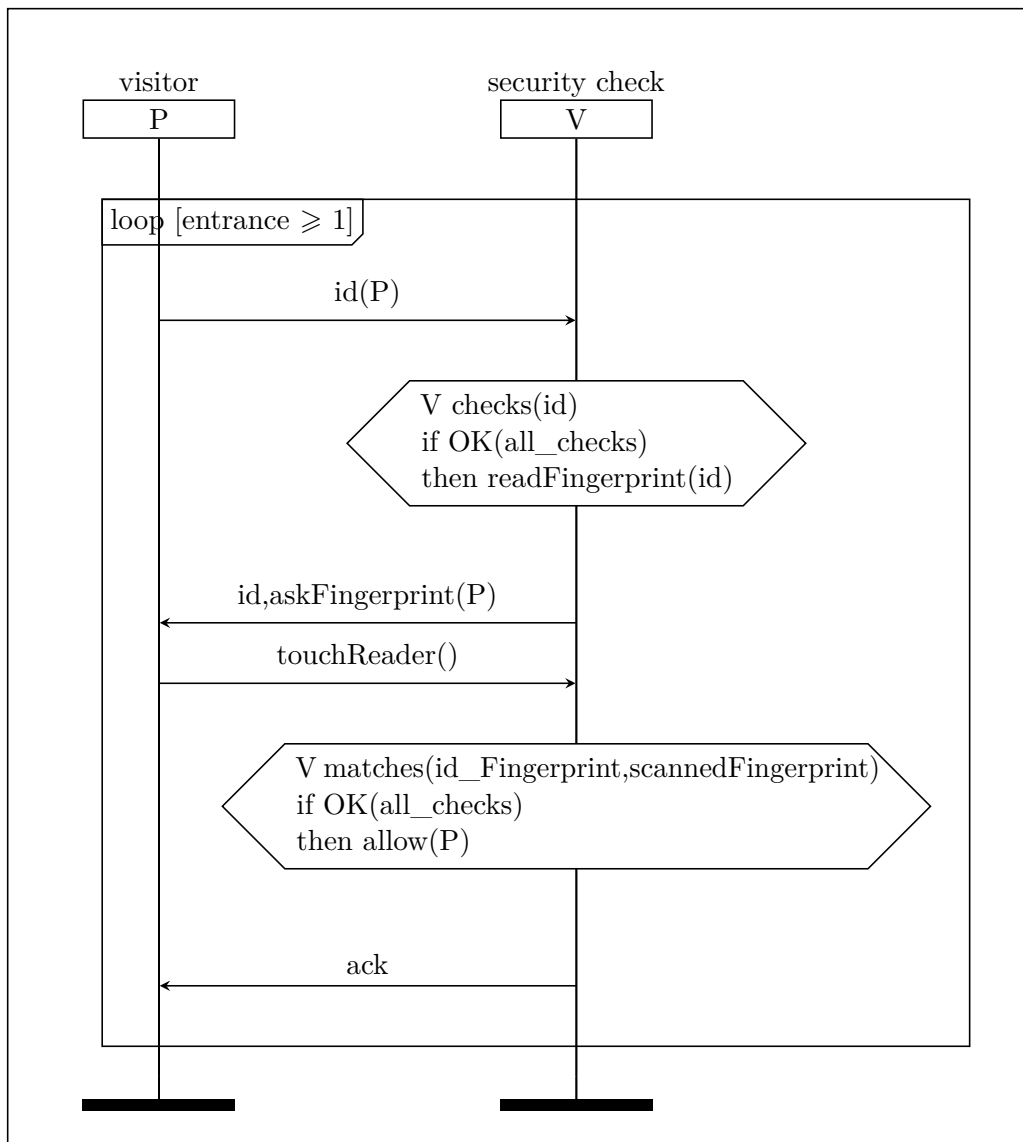 visitor
security check
P
V
loop [entrance ⩾ 1]
id(P)
V checks(id)
if OK(all_checks)
then readFingerprint(id)
id,askFingerprint(P)
touchReader()
V matches(id_Fingerprint,scannedFingerprint)
if OK(all_checks)
then allow(P)
ack